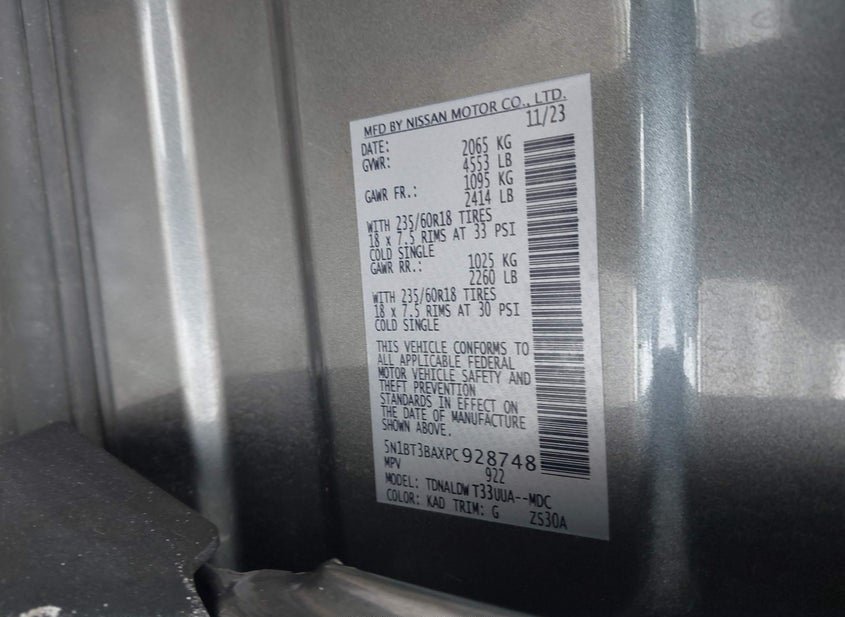 MFD BY NISSAN MOTOR CO., LTD.
DATE: 11/23
GVWR: 2065 KG
4553 LB
GAWR FR.: 1095 KG
2414 LB
WITH 235/60R18 TIRES
18 x 7.5 RIMS AT 33 PSI
COLD SINGLE
GAWR RR.: 1025 KG
2260 LB
WITH 235/60R18 TIRES
18 x 7.5 RIMS AT 30 PSI
COLD SINGLE
THIS VEHICLE CONFORMS TO
ALL APPLICABLE FEDERAL
MOTOR VEHICLE SAFETY AND
THEFT PREVENTION
STANDARDS IN EFFECT ON
THE DATE OF MANUFACTURE
SHOWN ABOVE.
5N1BT3BAXPC928748
MPV 922
MODEL: TDNALDW T33UUA--MDC
COLOR: KAD TRIM: G ZS30A